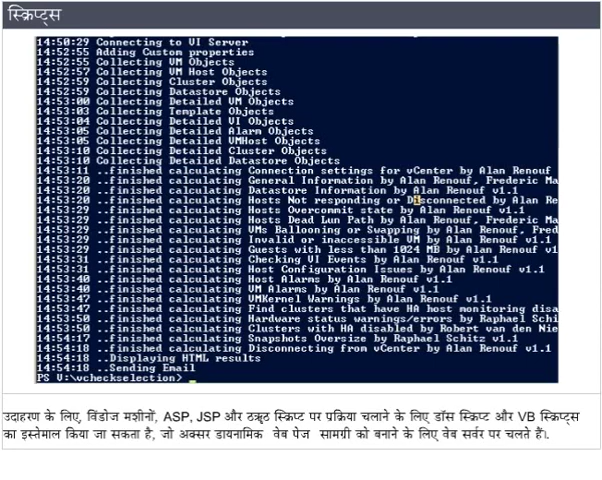 स्क्रिप्ट्स
14:50:29 Connecting to VI Server
14:52:55 Adding Custom properties
14:52:55 Collecting VM Objects
14:52:57 Collecting VM Host Objects
14:52:59 Collecting Cluster Objects
14:52:59 Collecting Datastore Objects
14:53:00 Collecting Detailed VM Objects
14:53:03 Collecting Template Objects
14:53:04 Collecting Detailed VI Objects
14:53:05 Collecting Detailed Alarm Objects
14:53:05 Collecting Detailed VMHost Objects
14:53:10 Collecting Detailed Cluster Objects
14:53:10 Collecting Detailed Datastore Objects
14:53:11 ..finished calculating Connection settings for vCenter by Alan Renouf
14:53:20 ..finished calculating General Information by Alan Renouf, Frederic Ma
14:53:20 ..finished calculating Datastore Information by Alan Renouf v1.1
14:53:20 ..finished calculating Hosts Not responding or Disconnected by Alan Re
14:53:29 ..finished calculating Hosts Overcommit state by Alan Renouf v1.1
14:53:29 ..finished calculating Hosts Dead Lun Path by Alan Renouf, Frederic Ma
14:53:29 ..finished calculating VMs Ballooning or Swapping by Alan Renouf, Fred
14:53:29 ..finished calculating Invalid or inaccessible VM by Alan Renouf v1.1
14:53:29 ..finished calculating Guests with less than 1024 MB by Alan Renouf v1
14:53:31 ..finished calculating Checking VI Events by Alan Renouf v1.1
14:53:31 ..finished calculating Host Configuration Issues by Alan Renouf v1.1
14:53:40 ..finished calculating Host Alarms by Alan Renouf v1.1
14:53:40 ..finished calculating VM Alarms by Alan Renouf v1.1
14:53:47 ..finished calculating VMKernel Warnings by Alan Renouf v1.1
14:53:47 ..finished calculating Find clusters that have HA host monitoring disa
14:53:50 ..finished calculating Hardware status warnings/errors by Raphael Schi
14:53:50 ..finished calculating Clusters with HA disabled by Robert van den Nie
14:54:17 ..finished calculating Snapshots Oversize by Raphael Schitz v1.1
14:54:18 ..finished calculating Disconnecting from vCenter by Alan Renouf v1.1
14:54:18 ..Displaying HTML results
14:54:18 ..Sending Email
PS V:\vcheckselection> _
उदाहरण के लिए, विंडोज मशीनों, ASP, JSP और ठऋठ स्क्रिप्ट पर प्रक्रिया चलाने के लिए डॉस स्क्रिप्ट और VB स्क्रिप्ट्स
का इस्तेमाल किया जा सकता है, जो अक्सर डायनामिक वेब पेज सामग्री को बनाने के लिए वेब सर्वर पर चलते हैं।.